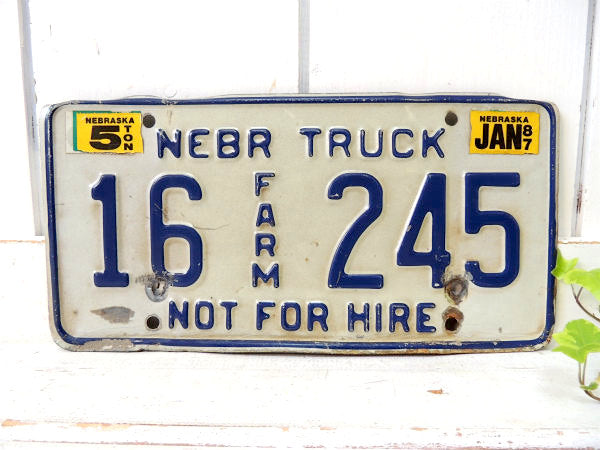 NEBRASKA
5 TON
NEBRASKA
JAN 87
NEBR TRUCK
16 FARM 245
NOT FOR HIRE